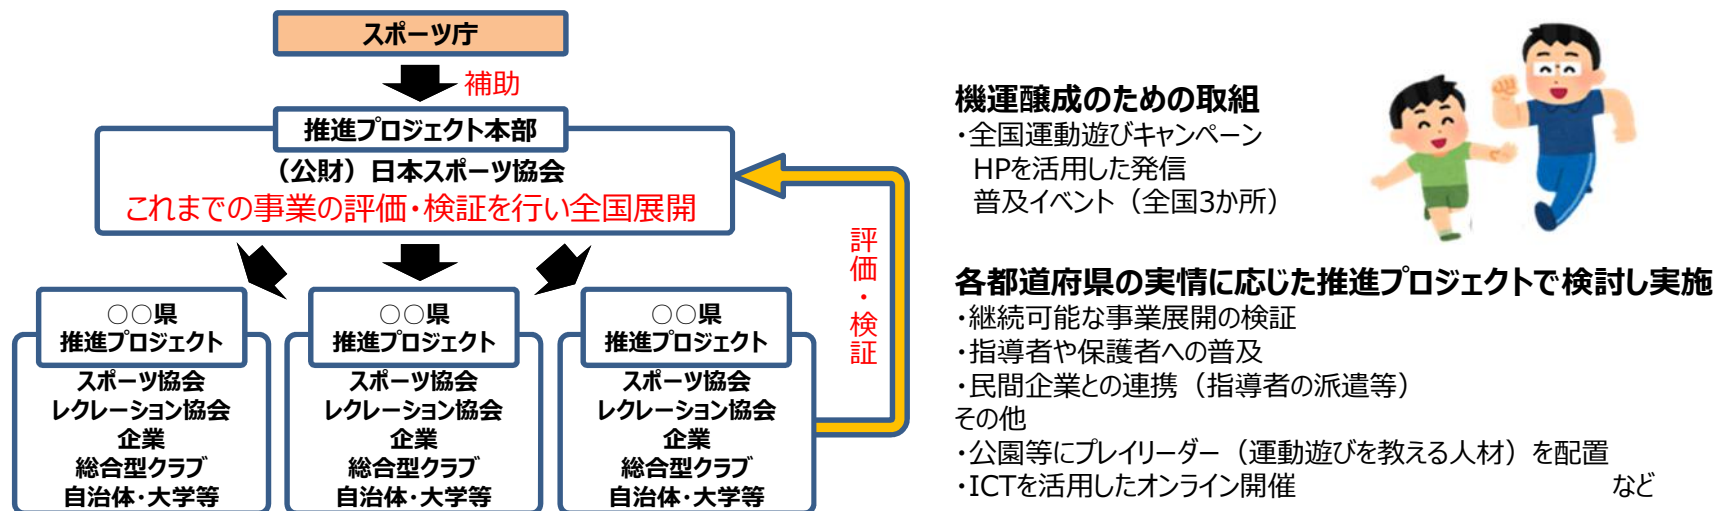 スポーツ庁
補助
推進プロジェクト本部
（公財）日本スポーツ協会
これまでの事業の評価・検証を行い全国展開
評価・検証
○○県
推進プロジェクト
スポーツ協会
レクレーション協会
企業
総合型クラブ
自治体・大学等
○○県
推進プロジェクト
スポーツ協会
レクレーション協会
企業
総合型クラブ
自治体・大学等
○○県
推進プロジェクト
スポーツ協会
レクレーション協会
企業
総合型クラブ
自治体・大学等
機運醸成のための取組
・全国運動遊びキャンペーン
HPを活用した発信
普及イベント（全国3か所）
各都道府県の実情に応じた推進プロジェクトで検討し実施
・継続可能な事業展開の検証
・指導者や保護者への普及
・民間企業との連携（指導者の派遣等）
その他
・公園等にプレイリーダー（運動遊びを教える人材）を配置
・ICTを活用したオンライン開催 など